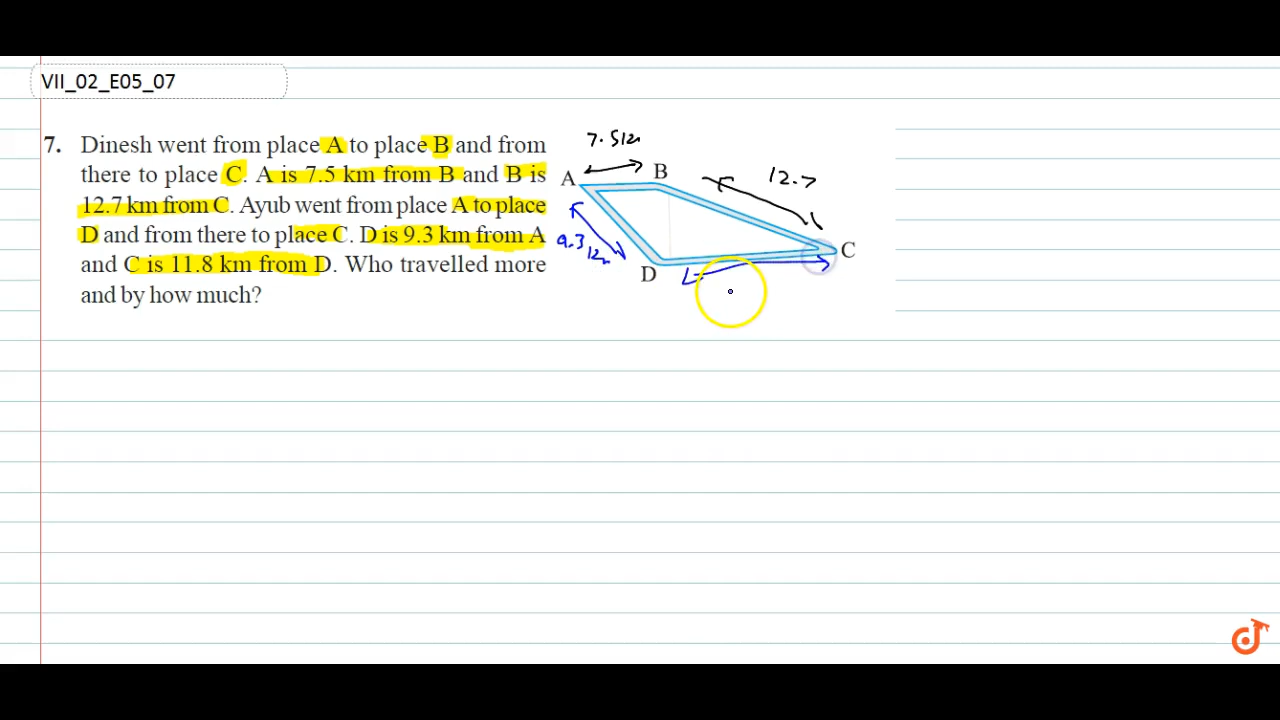 VII_02_E05_07
7. Dinesh went from place A to place B and from
there to place C. A is 7.5 km from B and B is
12.7 km from C. Ayub went from place A to place
D and from there to place C. D is 9.3 km from A
and C is 11.8 km from D. Who travelled more
and by how much?
7.5 km
A
B
12.7
9.3 km
C
D